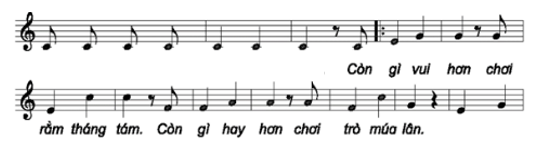 Còn gì vui hơn chơi
rằm tháng tám. Còn gì hay hơn chơi trò múa lân.